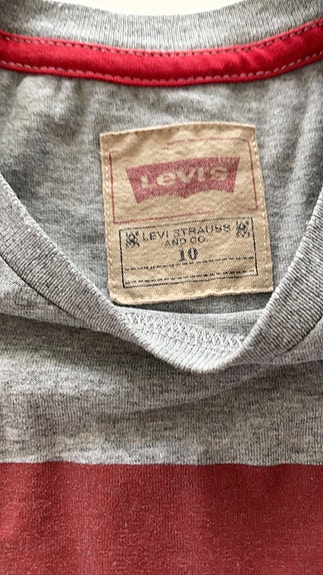 Levi's
LEVI STRAUSS
AND CO.
10